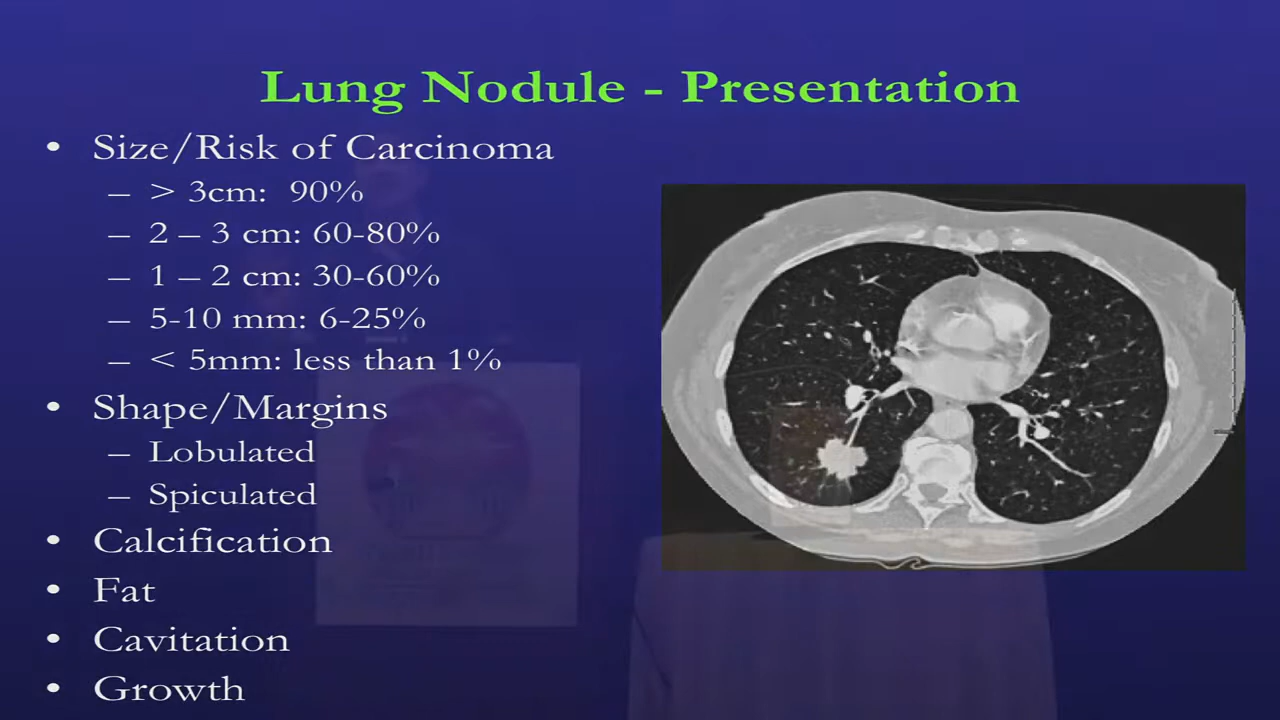 Lung Nodule - Presentation
• Size/Risk of Carcinoma
– > 3cm: 90%
– 2 – 3 cm: 60-80%
– 1 – 2 cm: 30-60%
– 5-10 mm: 6-25%
– < 5mm: less than 1%
• Shape/Margins
– Lobulated
– Spiculated
• Calcification
• Fat
• Cavitation
• Growth